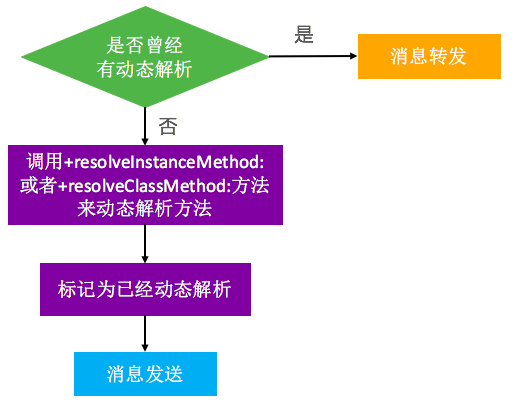 是否曾经
有动态解析
是
消息转发
否
调用+resolveInstanceMethod:
或者+resolveClassMethod:方法
来动态解析方法
标记为已经动态解析
消息发送